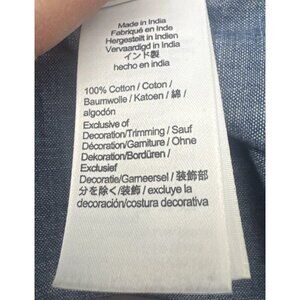 Made in India
Fabriqué en Inde
Hergestellt in Indien
Vervaardigd in India
インド製
hecho en India
100% Cotton / Coton /
Baumwolle / Katoen / 綿 /
algodón
Exclusive of
Decoration/Trimming / Sauf
Décoration/Garniture / Ohne
Dekoration/Bordüren /
Exclusief
Decoratie/Garneersel / 装飾部
分を除く/装飾 / excluye la
decoración/costura decorativa